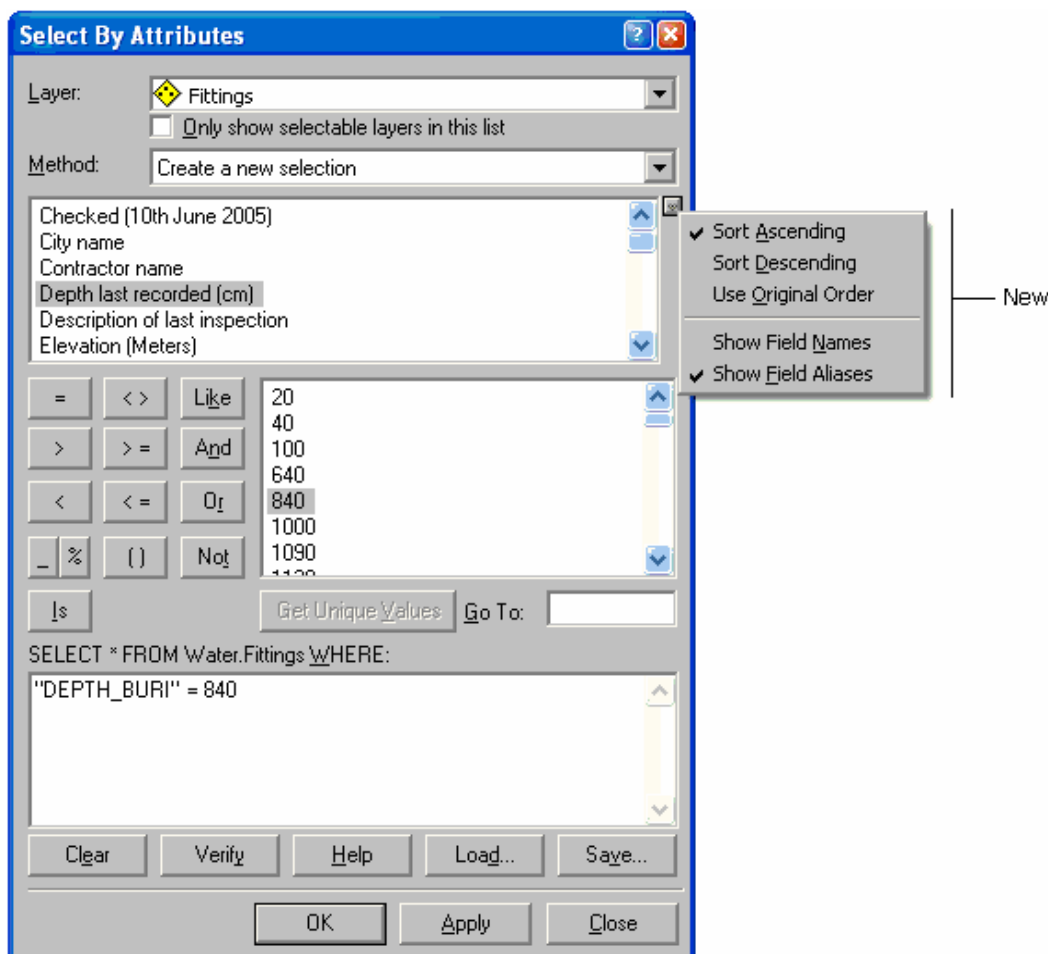 Select By Attributes
Layer: Fittings
Only show selectable layers in this list
Method: Create a new selection
Checked (10th June 2005)
City name
Contractor name
Depth last recorded (cm)
Description of last inspection
Elevation (Meters)
Sort Ascending
Sort Descending
Use Original Order
Show Field Names
Show Field Aliases
New
= < > Like
> > = And
< < = Or
_ % ( ) Not
Is
20
40
100
640
840
1000
1090
Get Unique Values Go To:
SELECT * FROM Water.Fittings WHERE:
"DEPTH_BURI" = 840
Clear Verify Help Load... Save...
OK Apply Close